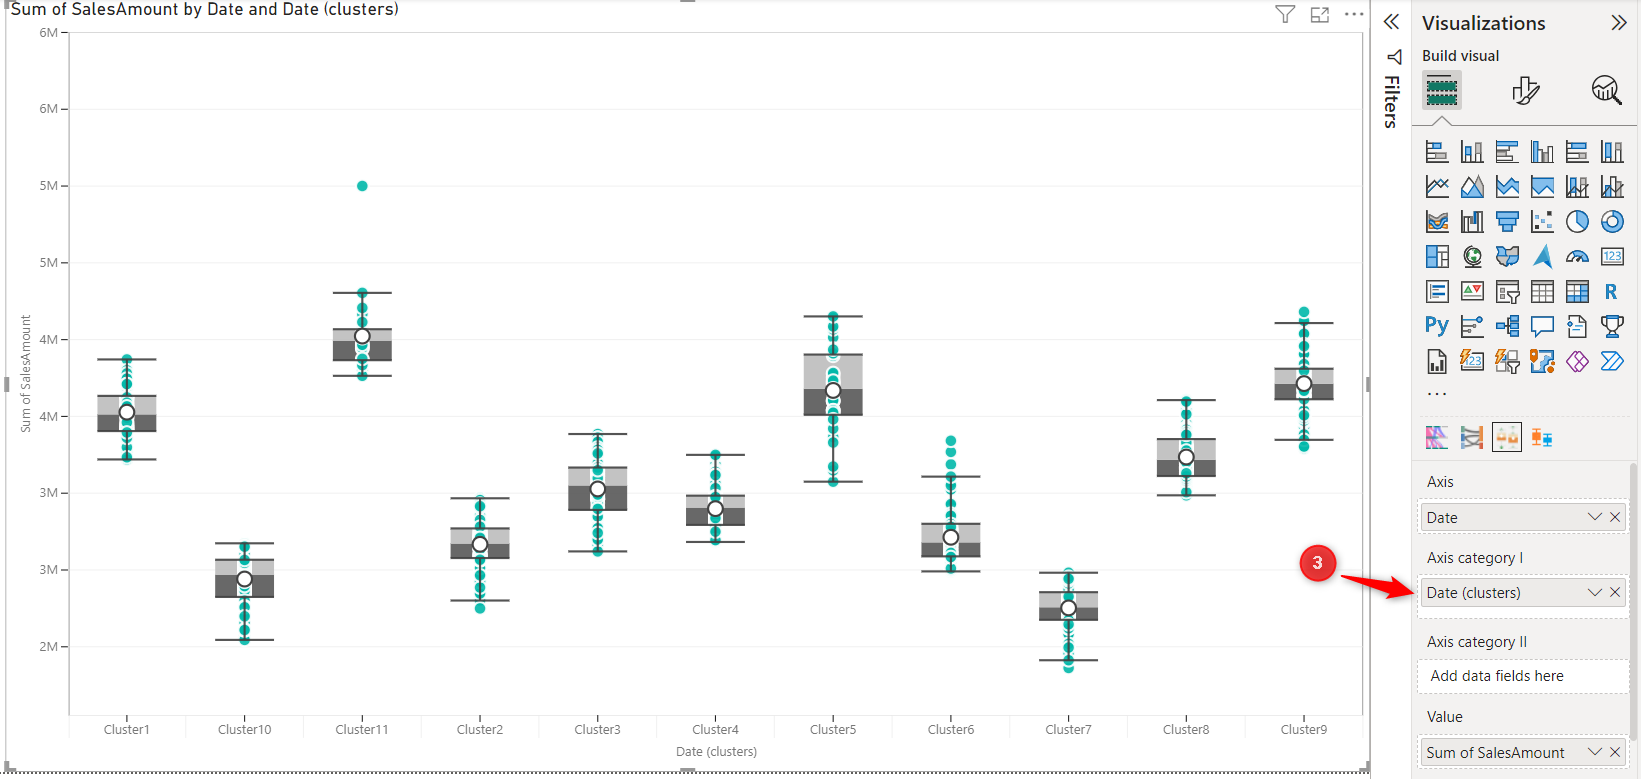 Sum of SalesAmount by Date and Date (clusters)
6M
6M
5M
5M
4M
4M
3M
3M
2M
Sum of SalesAmount
Cluster1
Cluster10
Cluster11
Cluster2
Cluster3
Cluster4
Cluster5
Cluster6
Cluster7
Cluster8
Cluster9
Date (clusters)
Filters
Visualizations
Build visual
123
R
Py
123
Axis
Date
Axis category I
3
Date (clusters)
Axis category II
Add data fields here
Value
Sum of SalesAmount